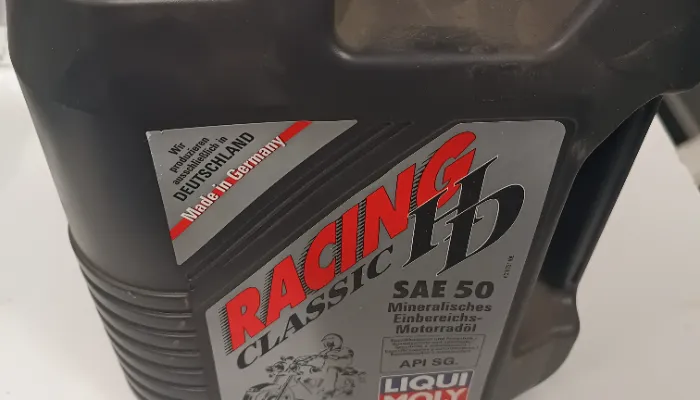 Wir
produzieren
ausschließlich in
DEUTSCHLAND
Made in Germany
RACING
CLASSIC HD
SAE 50
Mineralisches
Einbereichs-
Motorradöl
API SG.
LIQUI
MOLY